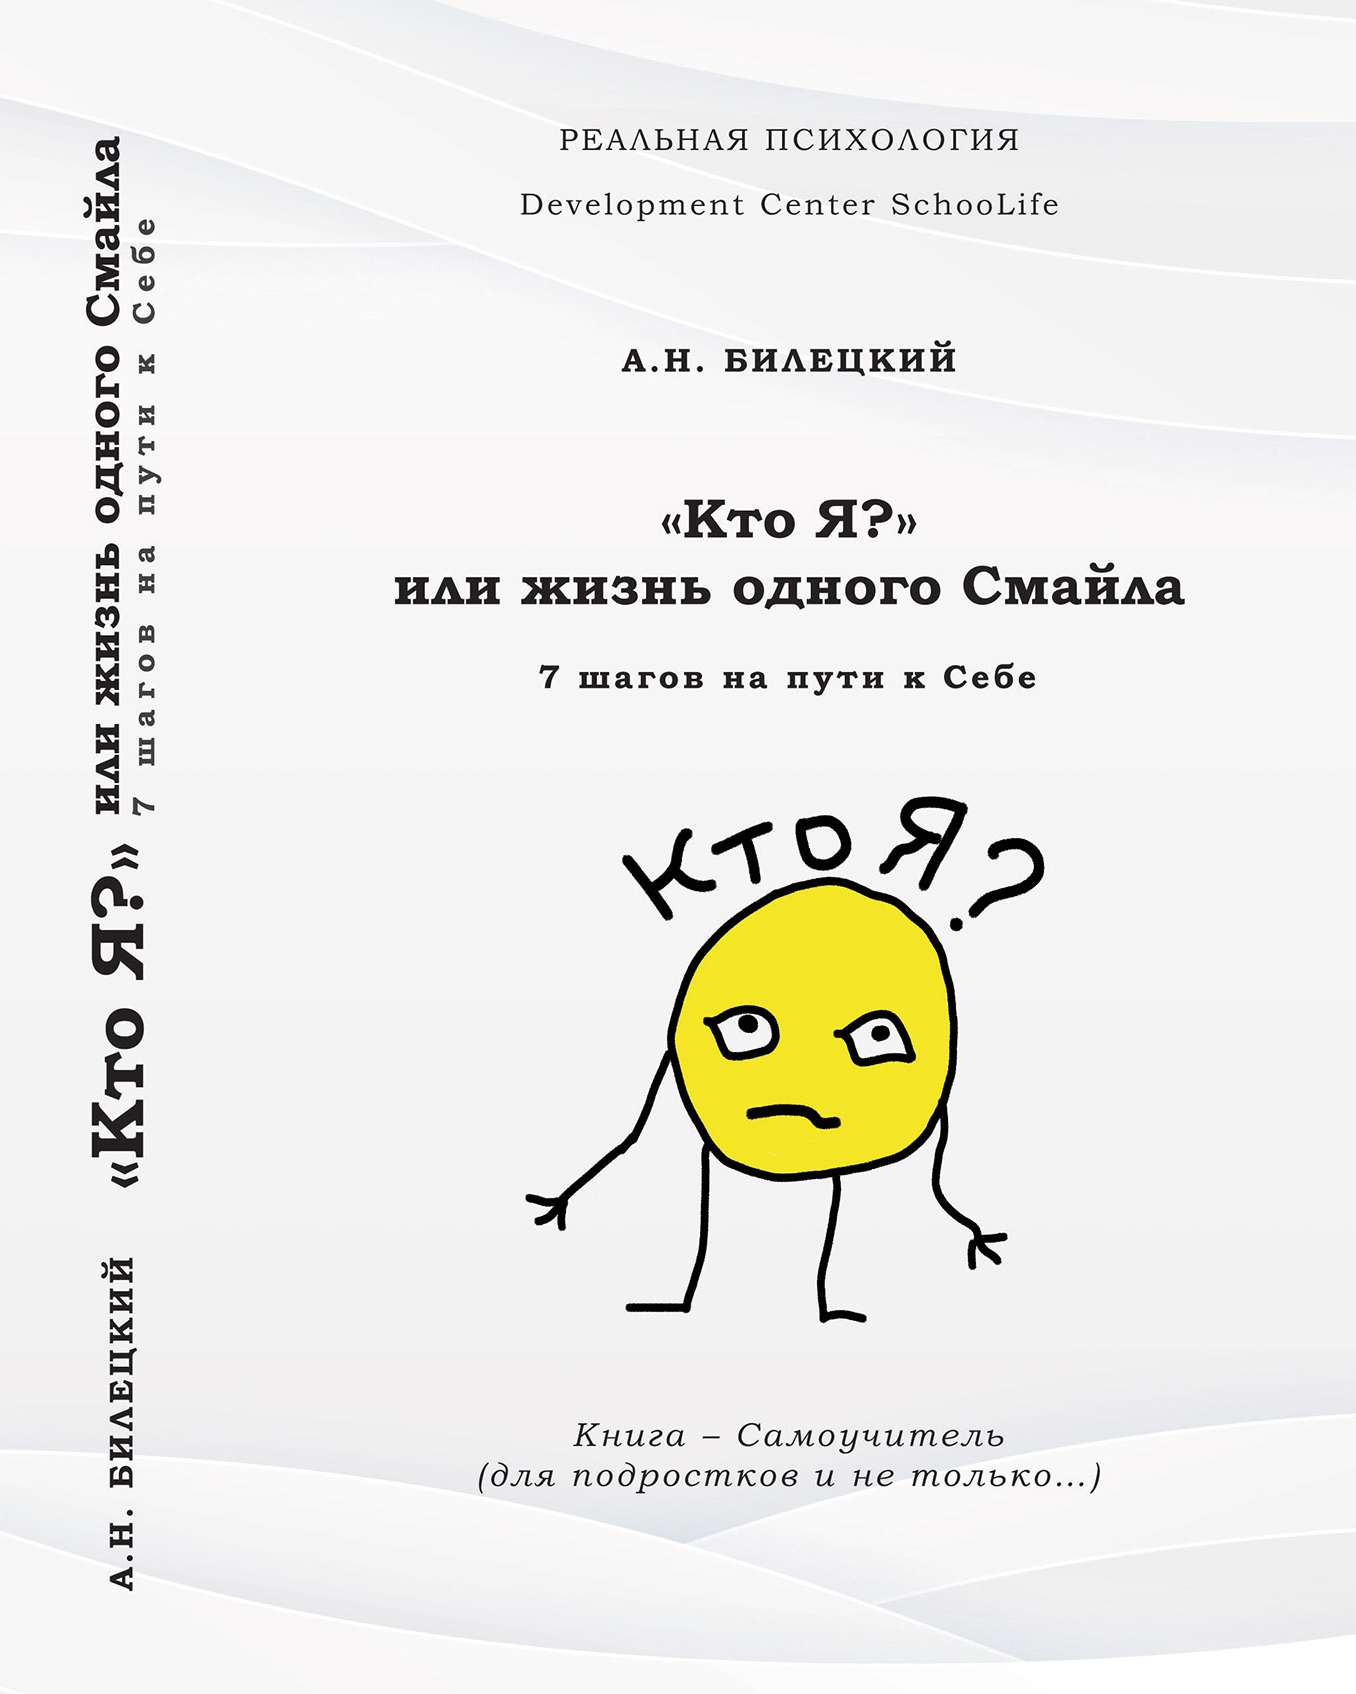 РЕАЛЬНАЯ ПСИХОЛОГИЯ
Development Center SchooLife
А.Н. БИЛЕЦКИЙ
«Кто Я?»
или жизнь одного Смайла
7 шагов на пути к Себе
КТО Я?
Книга – Самоучитель
(для подростков и не только...)
А.Н. БИЛЕЦКИЙ «Кто Я?» или жизнь одного Смайла
7 шагов на пути к Себе